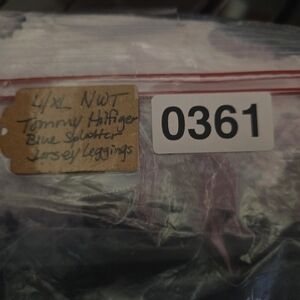 L/XL NWT
Tommy Hilfiger
Blue Splatter
Jersey Leggings
0361